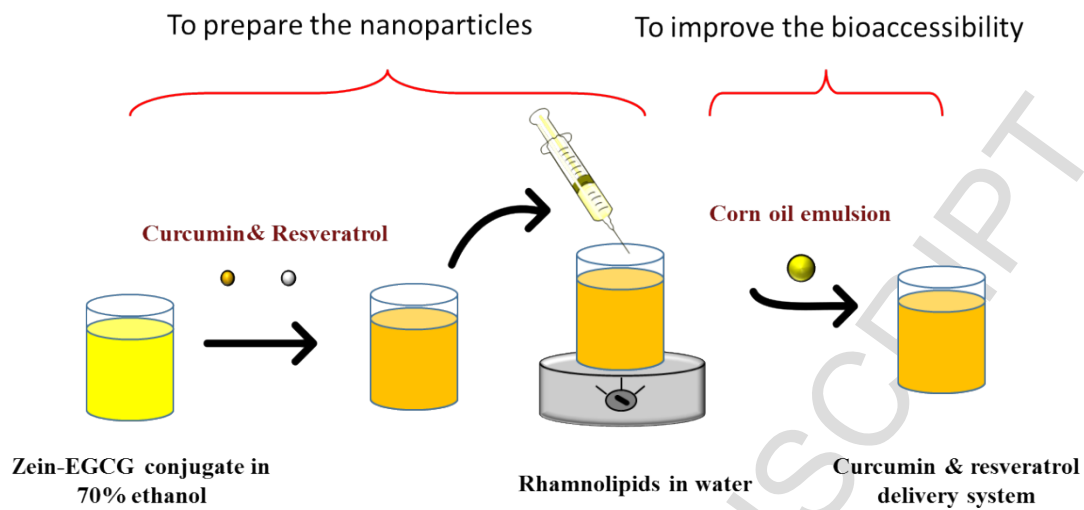 To prepare the nanoparticles
To improve the bioaccessibility
Curcumin& Resveratrol
Corn oil emulsion
Zein-EGCG conjugate in
70% ethanol
Rhamnolipids in water
Curcumin & resveratrol
delivery system